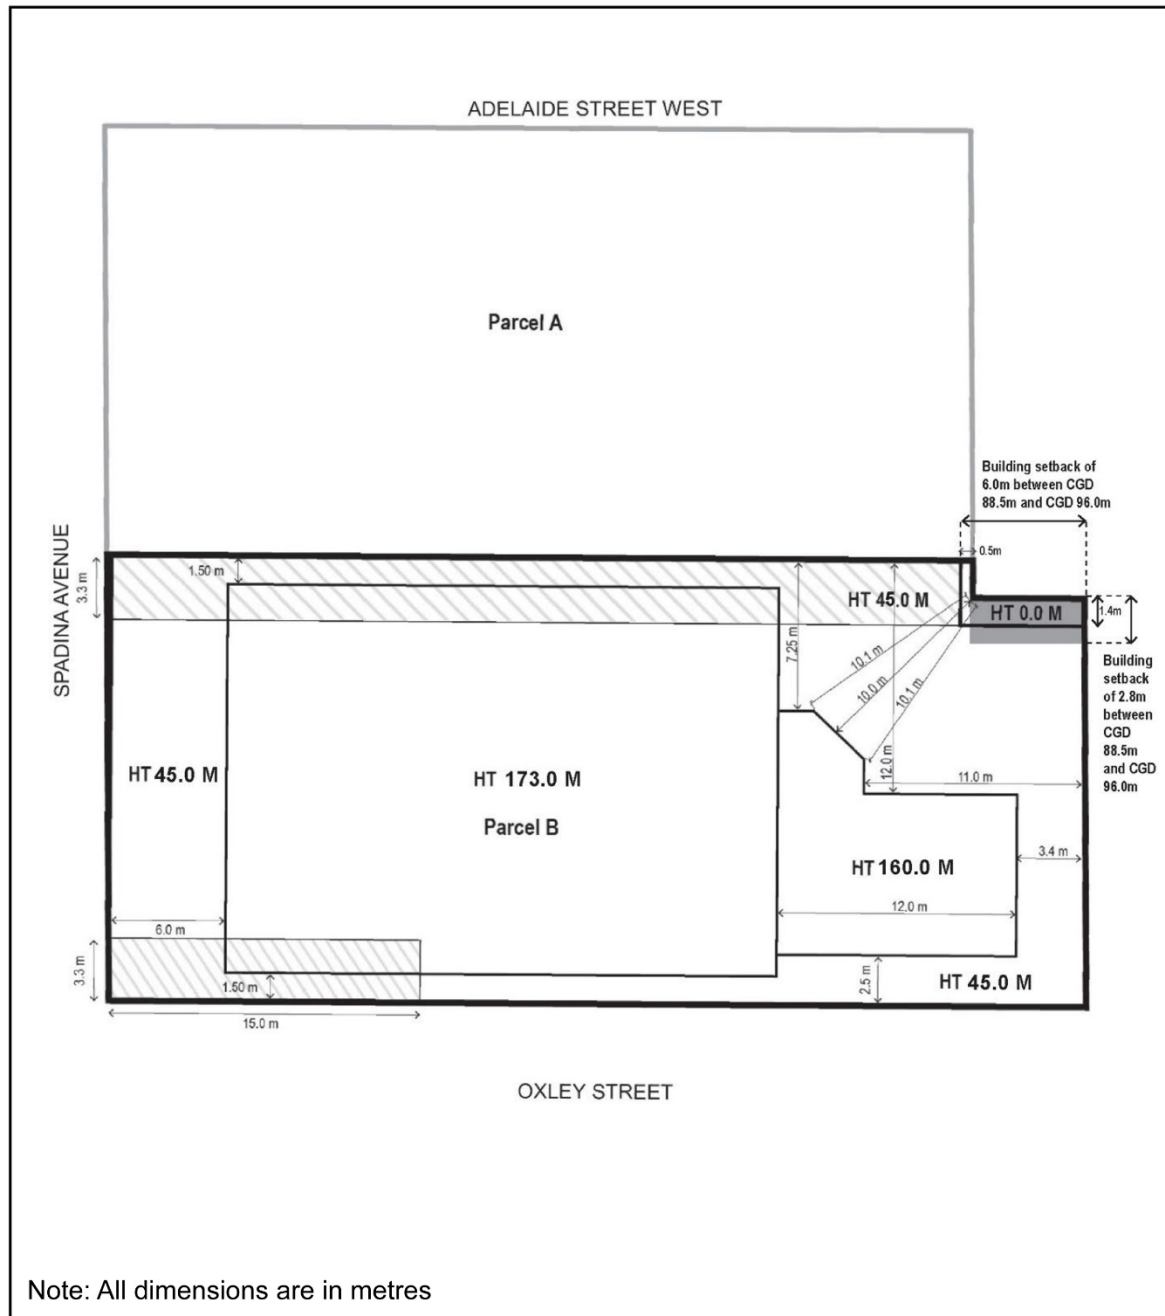 ADELAIDE STREET WEST
Parcel A
Building setback of
6.0m between CGD
88.5m and CGD 96.0m
0.5m
SPADINA AVENUE
3.3 m
1.50 m
HT 45.0 M
HT 0.0 M
1.4m
7.25 m
10.1 m
10.0 m
10.1 m
12.0 m
Building
setback
of 2.8m
between
CGD
88.5m
and CGD
96.0m
HT 45.0 M
HT 173.0 M
Parcel B
11.0 m
3.4 m
HT 160.0 M
12.0 m
6.0 m
3.3 m
1.50 m
2.5 m
HT 45.0 M
15.0 m
OXLEY STREET
Note: All dimensions are in metres